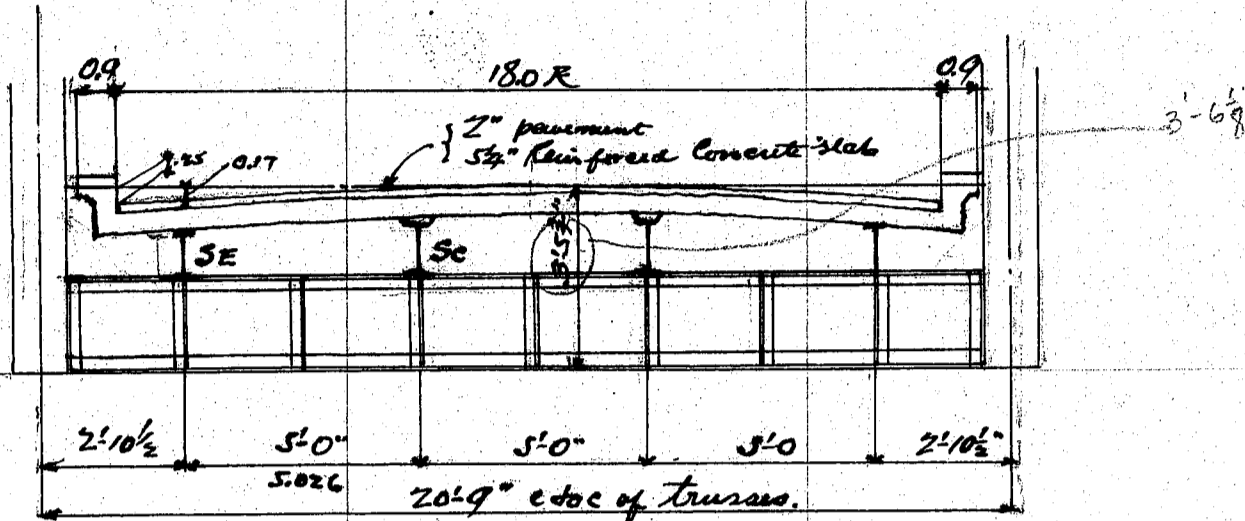 0.9
18.0 R
0.9
3'-6⅛
2" pavement
5¼" Reinforced Concrete slab
.25
0.17
SE
Sc
2'-10½
5'-0"
5'-0"
5'-0
2'-10½"
5.026
20'-9" c to c of trusses.